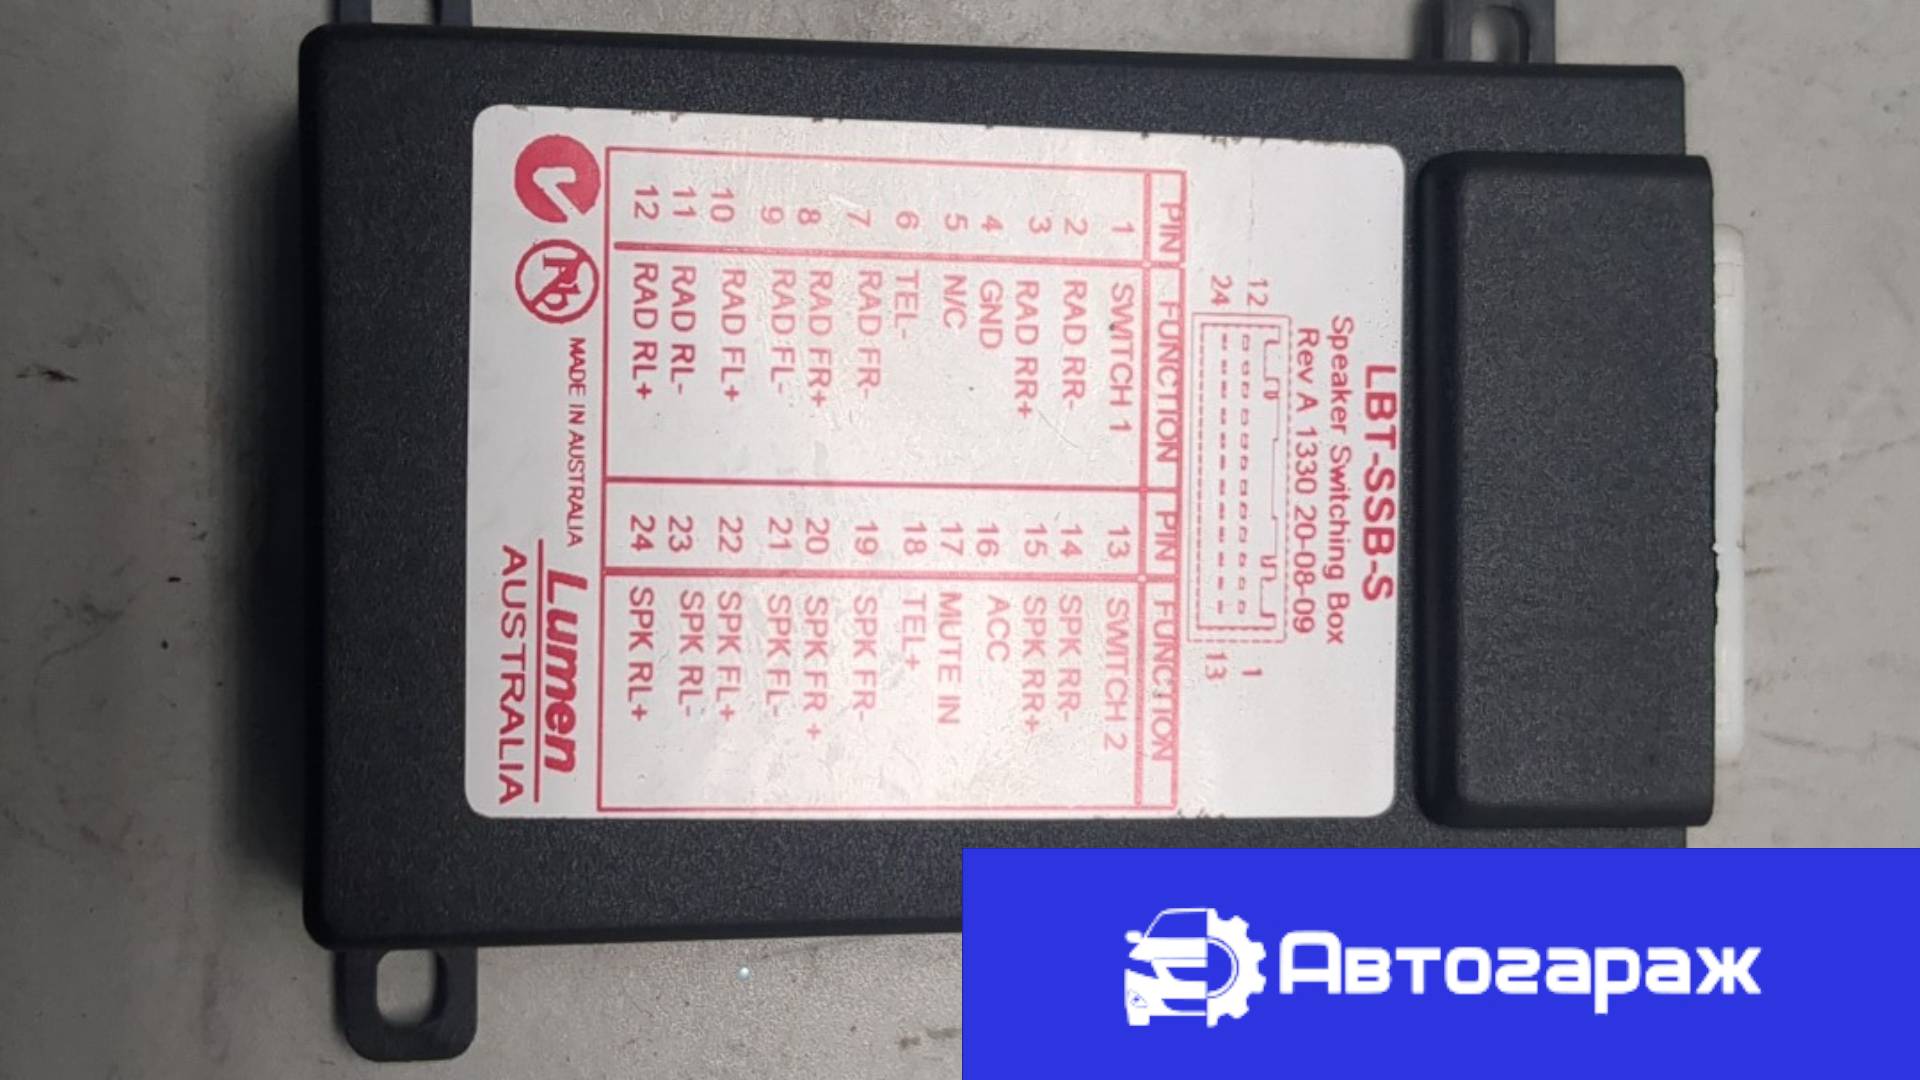 LBT-SSB-S
Speaker Switching Box
Rev A 1330 20-08-09
12 1
24 13
PIN FUNCTION PIN FUNCTION
1 SWITCH 1 13 SWITCH 2
2 RAD RR- 14 SPK RR-
3 RAD RR+ 15 SPK RR+
4 GND 16 ACC
5 N/C 17 MUTE IN
6 TEL- 18 TEL+
7 RAD FR- 19 SPK FR-
8 RAD FR+ 20 SPK FR +
9 RAD FL- 21 SPK FL-
10 RAD FL+ 22 SPK FL+
11 RAD RL- 23 SPK RL-
12 RAD RL+ 24 SPK RL+
Pb MADE IN AUSTRALIA Lumen
AUSTRALIA
Автогараж